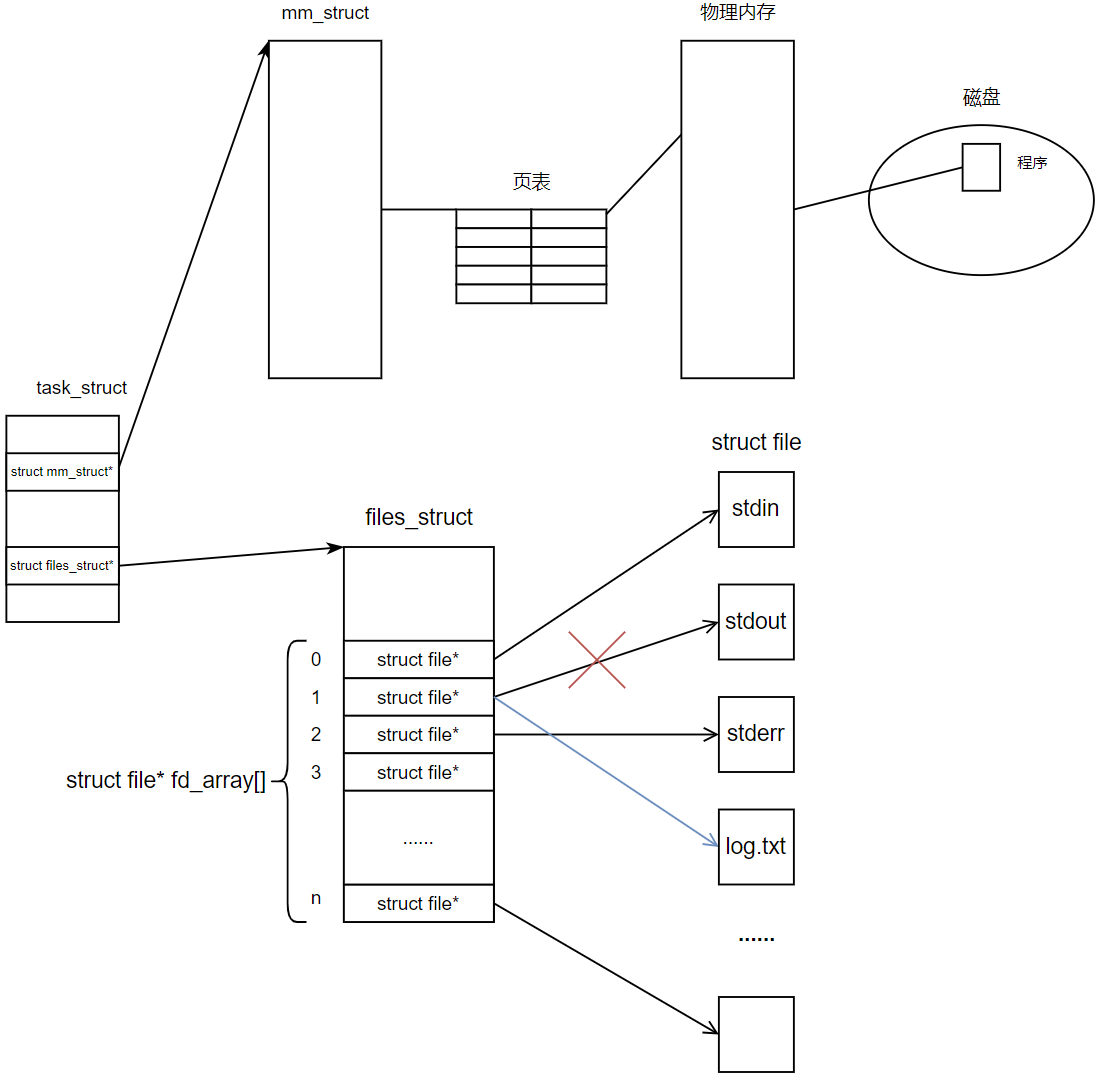 mm_struct
物理内存
磁盘
程序
页表
task_struct
struct mm_struct*
struct files_struct*
struct file
files_struct
stdin
stdout
stderr
log.txt
......
struct file* fd_array[]
0
struct file*
1
struct file*
2
struct file*
3
struct file*
......
n
struct file*